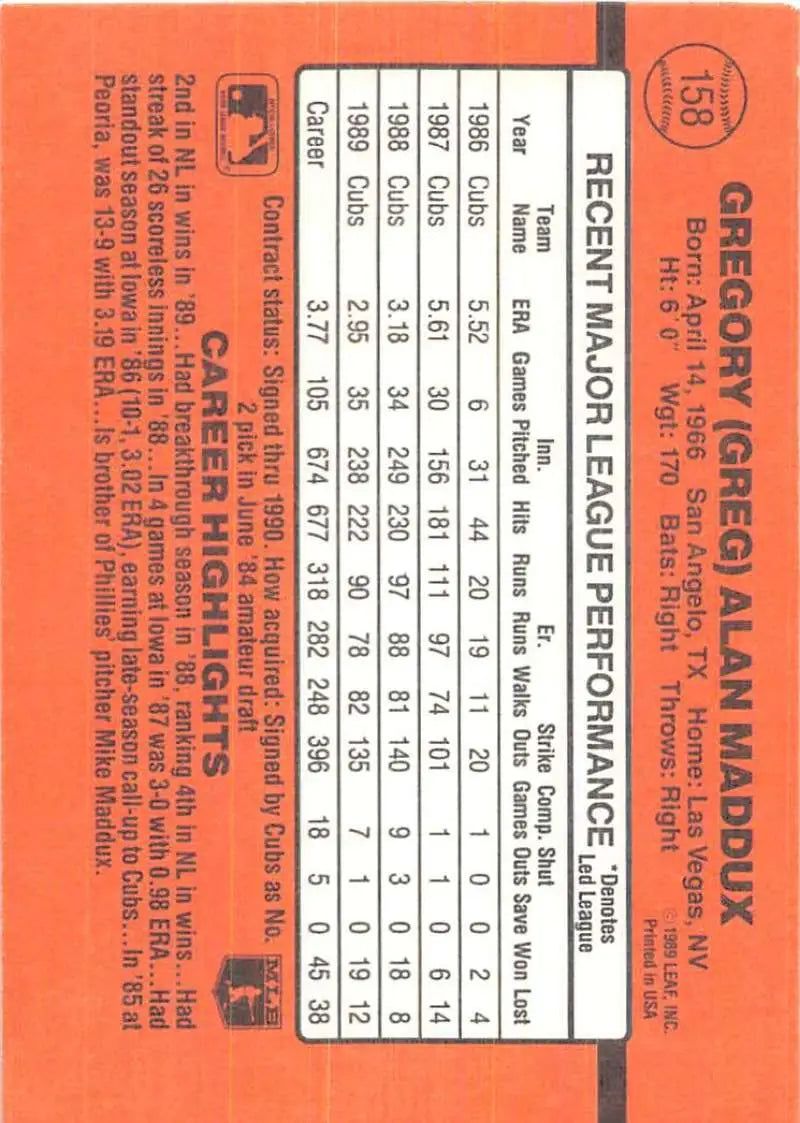 158
GREGORY (GREG) ALAN MADDUX
Born: April 14, 1966 San Angelo, TX Home: Las Vegas, NV
Ht: 6' 0" Wgt: 170 Bats: Right Throws: Right
© 1989 LEAF, INC.
Printed in USA
RECENT MAJOR LEAGUE PERFORMANCE
*Denotes
Led League
Team Inn. Er. Strike Comp. Shut
Year Name ERA Games Pitched Hits Runs Runs Walks Outs Games Outs Save Won Lost
1986 Cubs 5.52 6 31 44 20 19 11 20 1 0 0 2 4
1987 Cubs 5.61 30 156 181 111 97 74 101 1 1 0 6 14
1988 Cubs 3.18 34 249 230 97 88 81 140 9 3 0 18 8
1989 Cubs 2.95 35 238 222 90 78 82 135 7 1 0 19 12
Career 3.77 105 674 677 318 282 248 396 18 5 0 45 38
Contract status: Signed thru 1990. How acquired: Signed by Cubs as No.
2 pick in June '84 amateur draft
MLB
CAREER HIGHLIGHTS
2nd in NL in wins in '89...Had breakthrough season in '88, ranking 4th in NL in wins...Had
streak of 26 scoreless innings in '88...In 4 games at Iowa in '87 was 3-0 with 0.98 ERA...Had
standout season at Iowa in '86 (10-1, 3.02 ERA), earning late-season call-up to Cubs...In '85 at
Peoria, was 13-9 with 3.19 ERA...Is brother of Phillies' pitcher Mike Maddux.